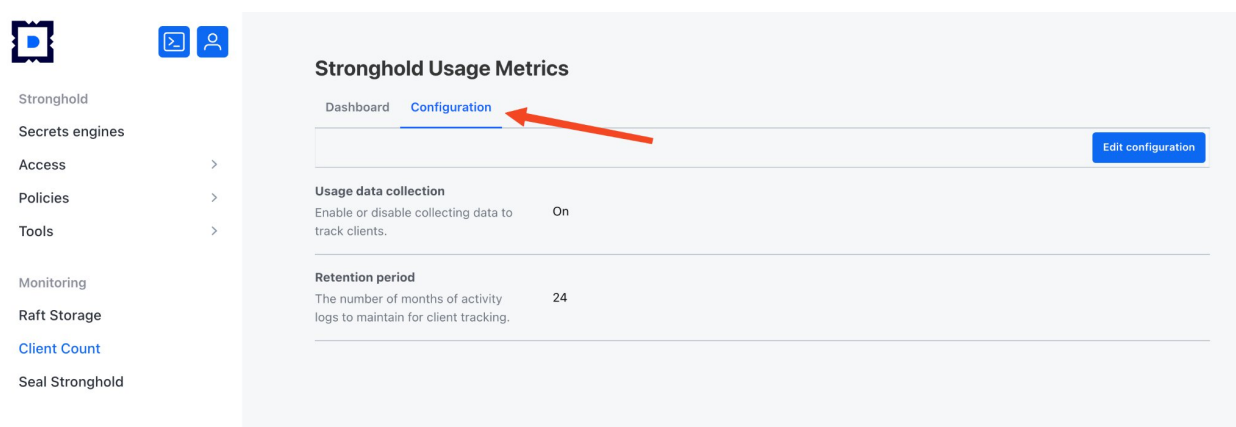 Stronghold
Secrets engines
Access
Policies
Tools
Monitoring
Raft Storage
Client Count
Seal Stronghold
Stronghold Usage Metrics
Dashboard Configuration
Edit configuration
Usage data collection
Enable or disable collecting data to
track clients.
On
Retention period
The number of months of activity
logs to maintain for client tracking.
24